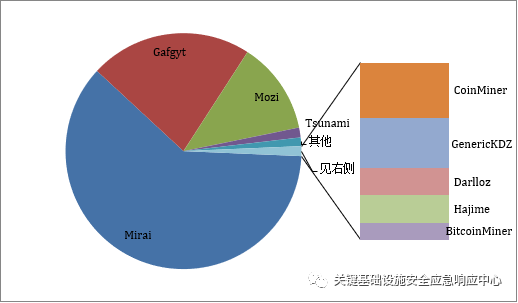 Gafgyt
Mozi
Tsunami
其他
见右侧
Mirai
CoinMiner
GenericKDZ
Darlloz
Hajime
BitcoinMiner
关键基础设施安全应急响应中心